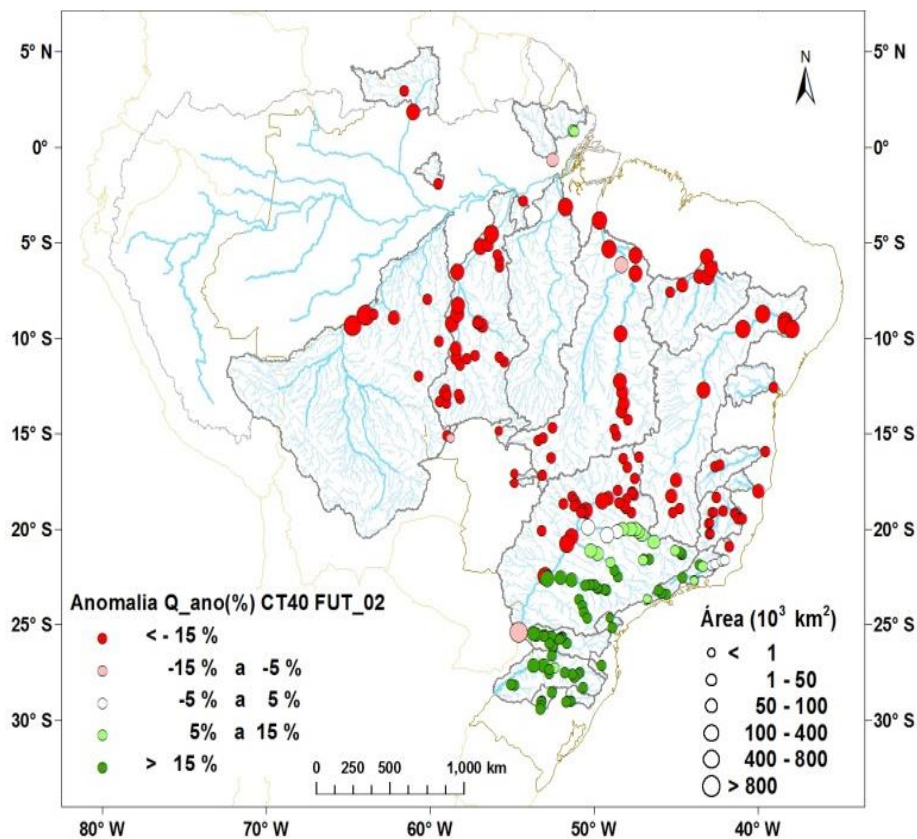 5° N
5° N
N
0°
0°
5° S
5° S
10° S
10° S
15° S
15° S
20° S
20° S
25° S
25° S
30° S
30° S
Anomalia Q_ano(%) CT40 FUT_02
< - 15 %
-15 % a -5 %
-5 % a 5 %
5% a 15 %
> 15 %
0 250 500 1,000 km
Área (10³ km²)
< 1
1 - 50
50 - 100
100 - 400
400 - 800
> 800
80° W 70° W 60° W 50° W 40° W